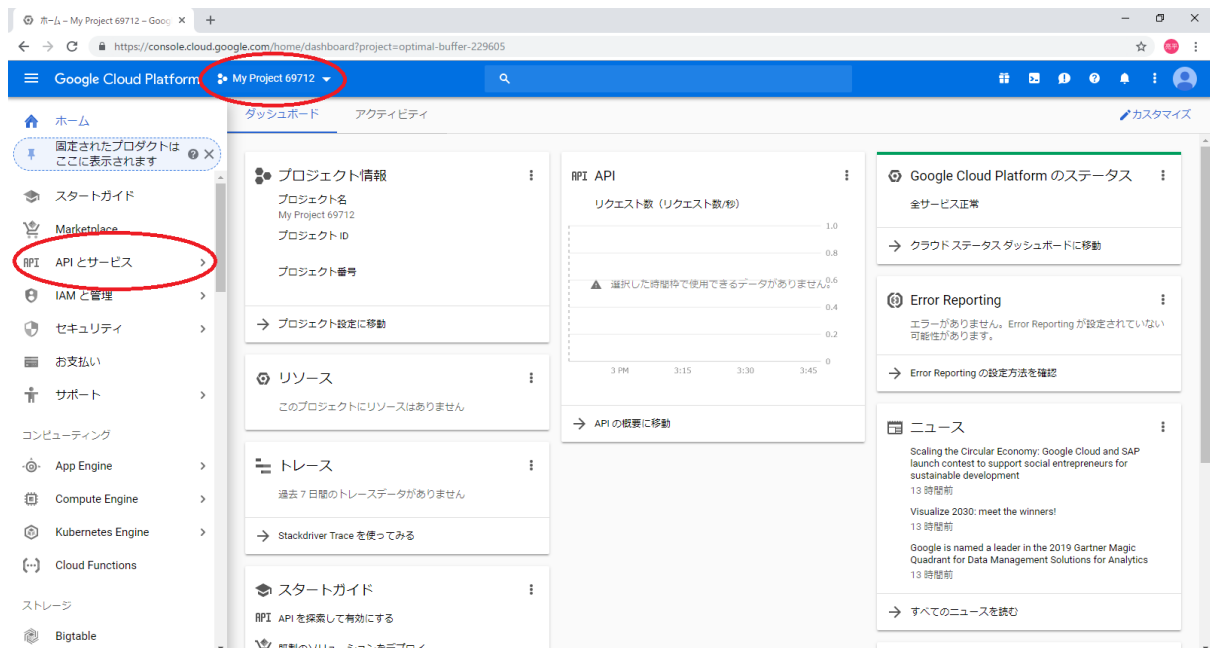 ホーム – My Project 69712 – Goog
https://console.cloud.google.com/home/dashboard?project=optimal-buffer-229605
Google Cloud Platform
My Project 69712
ホーム
固定されたプロダクトは
ここに表示されます
スタートガイド
Marketplace
API API とサービス
IAM と管理
セキュリティ
お支払い
サポート
コンピューティング
App Engine
Compute Engine
Kubernetes Engine
Cloud Functions
ストレージ
Bigtable
ダッシュボード
アクティビティ
カスタマイズ
プロジェクト情報
プロジェクト名
My Project 69712
プロジェクト ID
プロジェクト番号
プロジェクト設定に移動
リソース
このプロジェクトにリソースはありません
トレース
過去 7 日間のトレースデータがありません
Stackdriver Trace を使ってみる
スタートガイド
API API を探索して有効にする
既製のソリューションをデプロイ
API API
リクエスト数（リクエスト数/秒）
1.0
0.8
選択した時間枠で使用できるデータがありません。
0.6
0.4
0.2
0
3 PM
3:15
3:30
3:45
API の概要に移動
Google Cloud Platform のステータス
全サービス正常
クラウド ステータス ダッシュボードに移動
Error Reporting
エラーがありません。Error Reporting が設定されていない
可能性があります。
Error Reporting の設定方法を確認
ニュース
Scaling the Circular Economy: Google Cloud and SAP
launch contest to support social entrepreneurs for
sustainable development
13 時間前
Visualize 2030: meet the winners!
13 時間前
Google is named a leader in the 2019 Gartner Magic
Quadrant for Data Management Solutions for Analytics
13 時間前
すべてのニュースを読む